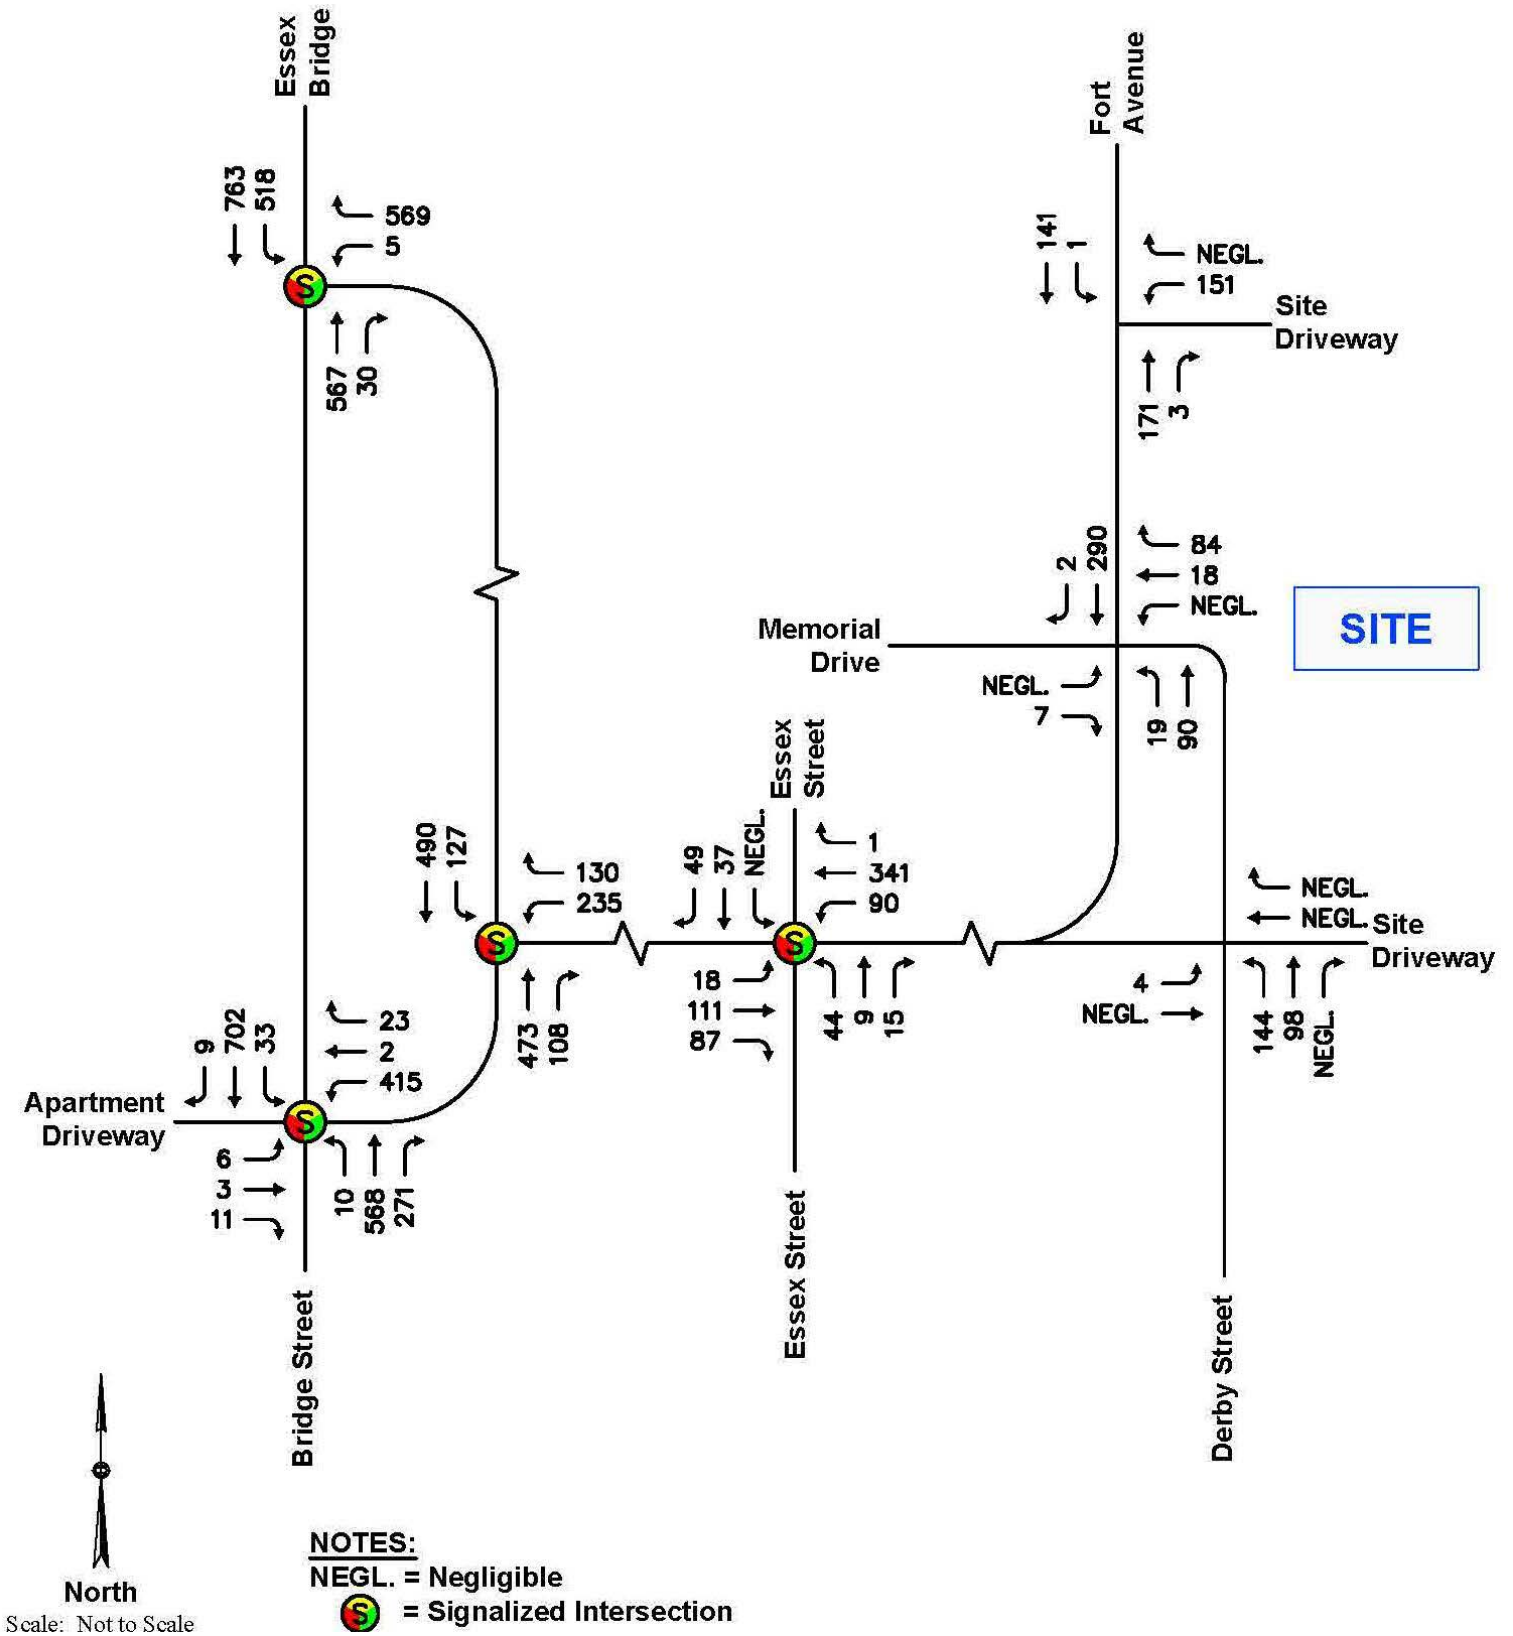 Essex
Bridge
763
518
569
5
567
30
Fort
Avenue
141
1
NEGL.
151
Site
Driveway
171
3
2
290
84
18
NEGL.
SITE
Memorial
Drive
NEGL.
7
19
90
Essex
Street
490
127
130
235
49
37
NEGL.
1
341
90
NEGL.
NEGL.
Site
Driveway
473
108
18
111
87
44
9
15
4
NEGL.
144
98
NEGL.
9
702
33
23
2
415
Apartment
Driveway
6
3
11
10
568
271
Bridge Street
Essex Street
Derby Street
North
Scale: Not to Scale
NOTES:
NEGL. = Negligible
S = Signalized Intersection
S
S
S
S